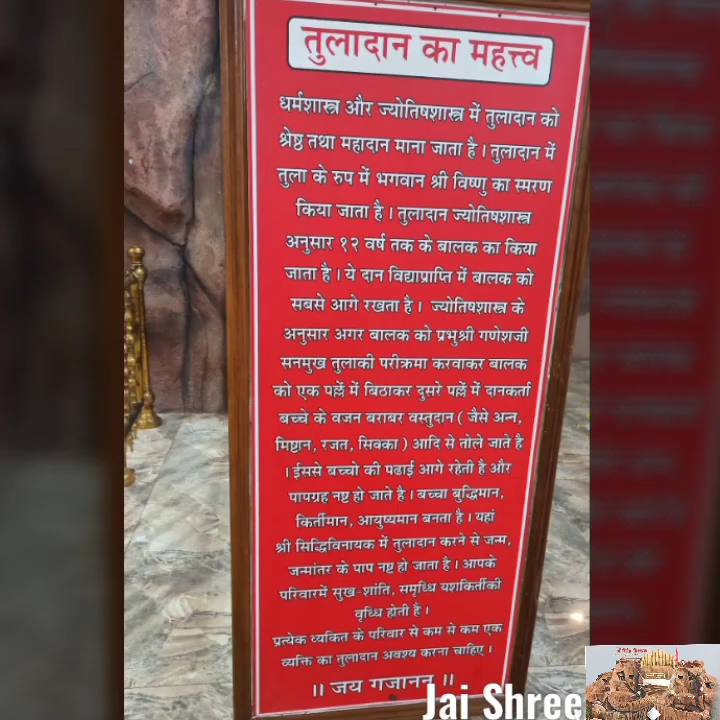 तुलादान का महत्त्व
धर्मशास्त्र और ज्योतिषशास्त्र में तुलादान को
श्रेष्ठ तथा महादान माना जाता है । तुलादान में
तुला के रुप में भगवान श्री विष्णु का स्मरण
किया जाता है । तुलादान ज्योतिषशास्त्र
अनुसार १२ वर्ष तक के बालक का किया
जाता है । ये दान विद्याप्राप्ति में बालक को
सबसे आगे रखता है । ज्योतिषशास्त्र के
अनुसार अगर बालक को प्रभुश्री गणेशजी
सनमुख तुलाकी परीक्रमा करवाकर बालक
को एक पल्लें में बिठाकर दुसरे पल्लें में दानकर्ता
बच्चे के वजन बराबर वस्तुदान ( जैसे अन्न,
मिष्टान, रजत, सिक्का ) आदि से तोले जाते है
। ईससे बच्चो की पढाई आगे रहेती है और
पापग्रह नष्ट हो जाते है । बच्चा बुद्धिमान,
किर्तीमान, आयुष्यमान बनता है । यहां
श्री सिद्धिविनायक में तुलादान करने से जन्म,
जन्मांतर के पाप नष्ट हो जाता है । आपके
परिवारमें सुख-शांति, समृध्धि यशकिर्तीकी
वृध्धि होती है ।
प्रत्येक व्यकित के परिवार से कम से कम एक
व्यक्ति का तुलादान अवश्य करना चाहिए ।
॥ जय गजानन ॥
Jai Shree